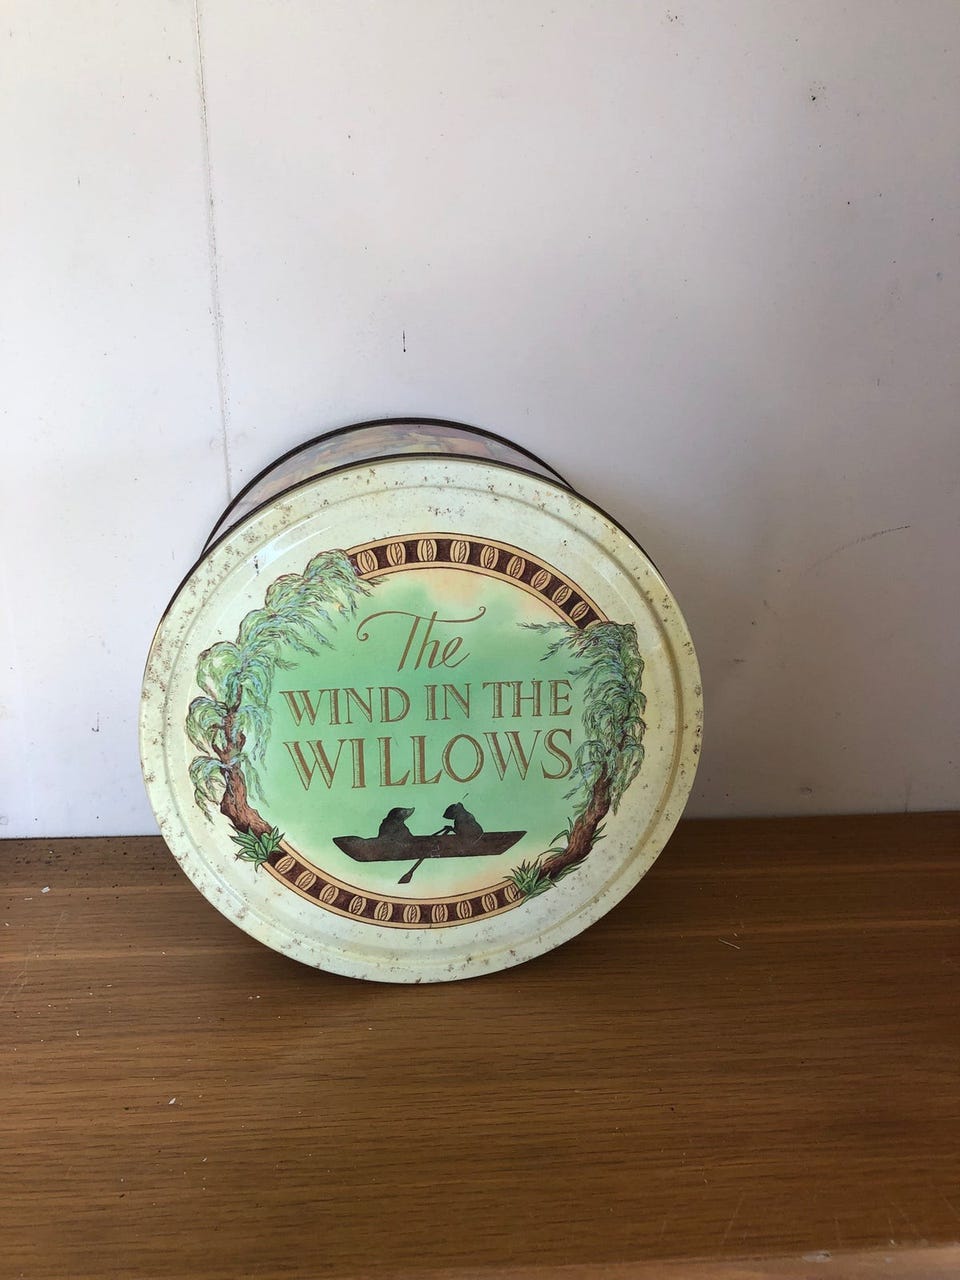 The
WIND IN THE
WILLOWS